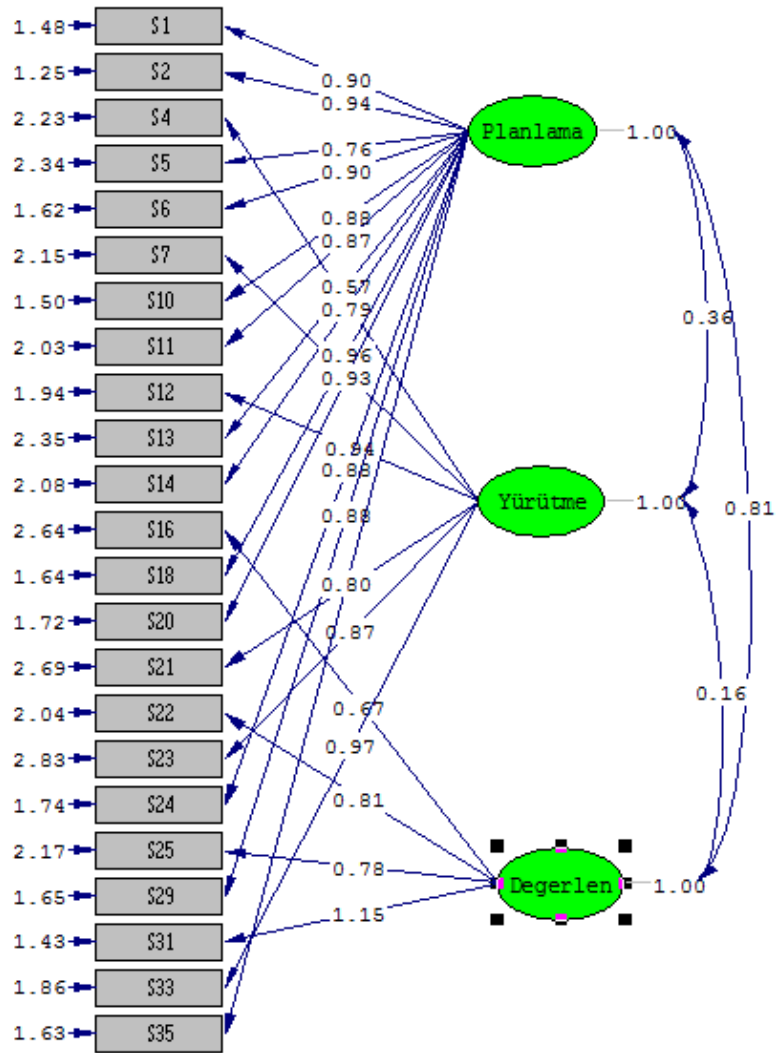 1.48 S1
0.90
1.25 S2
0.94
Planlama 1.00
2.23 S4
2.34 S5
0.76
1.62 S6
0.90
2.15 S7
0.88
0.87
1.50 S10
0.57
0.79
0.36
2.03 S11
0.96
0.93
1.94 S12
2.35 S13
0.94
0.88
2.08 S14
Yürütme 1.00
0.81
2.64 S16
0.88
1.64 S18
0.80
1.72 S20
0.87
2.69 S21
0.16
2.04 S22
0.67
2.83 S23
0.97
1.74 S24
0.81
2.17 S25
0.78
Degerlen 1.00
1.65 S29
1.15
1.43 S31
1.86 S33
1.63 S35